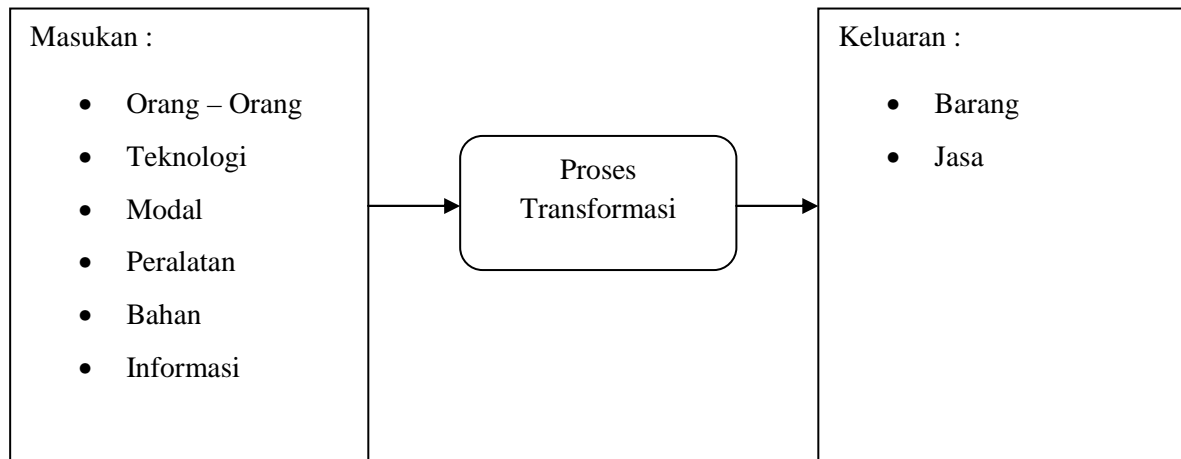 Masukan :
• Orang – Orang
• Teknologi
• Modal
• Peralatan
• Bahan
• Informasi
Proses
Transformasi
Keluaran :
• Barang
• Jasa